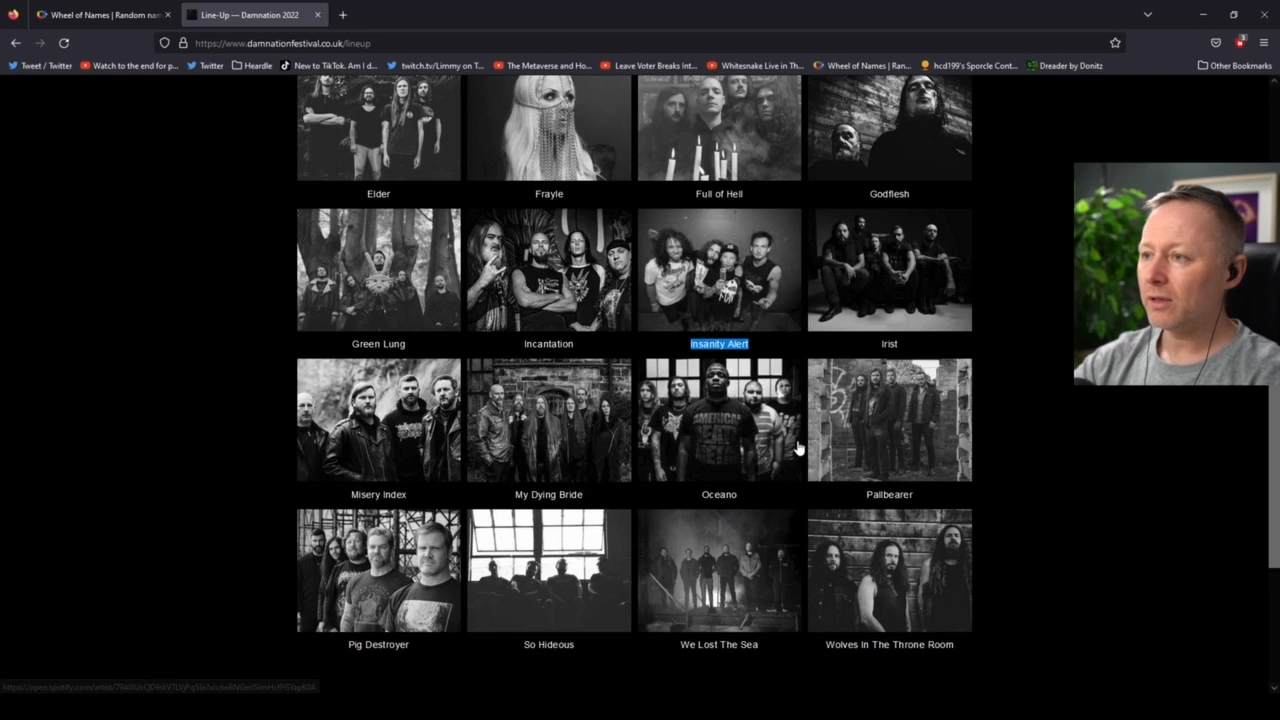 Wheel of Names | Random nam
Line-Up — Damnation 2022
https://www.damnationfestival.co.uk/lineup
3
Tweet / Twitter
Watch to the end for p...
Twitter
Heardle
New to TikTok. Am I d...
twitch.tv/Limmy on T...
The Metaverse and Ho...
Leave Voter Breaks Int...
Whitesnake Live in Th...
Wheel of Names | Ran...
hcd199's Sporcle Cont...
Dreader by Donitz
Other Bookmarks
Elder
Frayle
Full of Hell
Godflesh
Green Lung
Incantation
Insanity Alert
Irist
AMERICAN
Misery Index
My Dying Bride
Oceano
Pallbearer
Pig Destroyer
So Hideous
We Lost The Sea
Wolves In The Throne Room